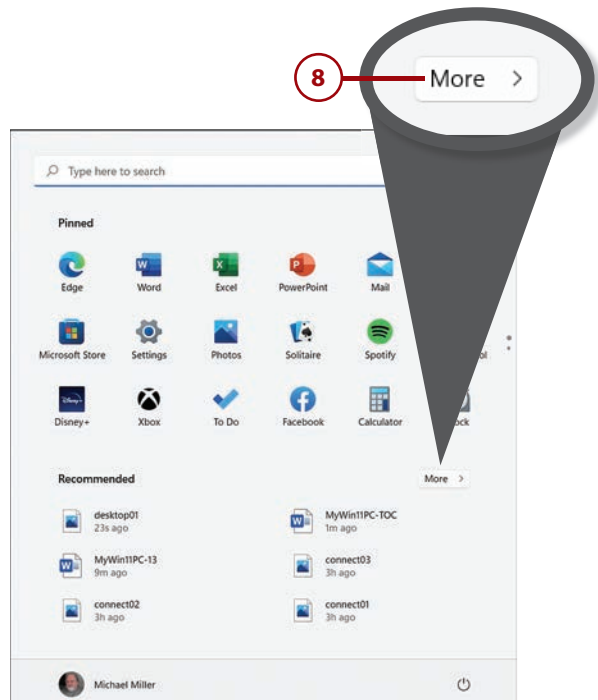 8
More >
Type here to search
Pinned
Edge Word Excel PowerPoint Mail
Microsoft Store Settings Photos Solitaire Spotify
Disney+ Xbox To Do Facebook Calculator
Recommended More >
desktop01 MyWin11PC-TOC
23s ago 1m ago
MyWin11PC-13 connect03
9m ago 3h ago
connect02 connect01
3h ago 3h ago
Michael Miller